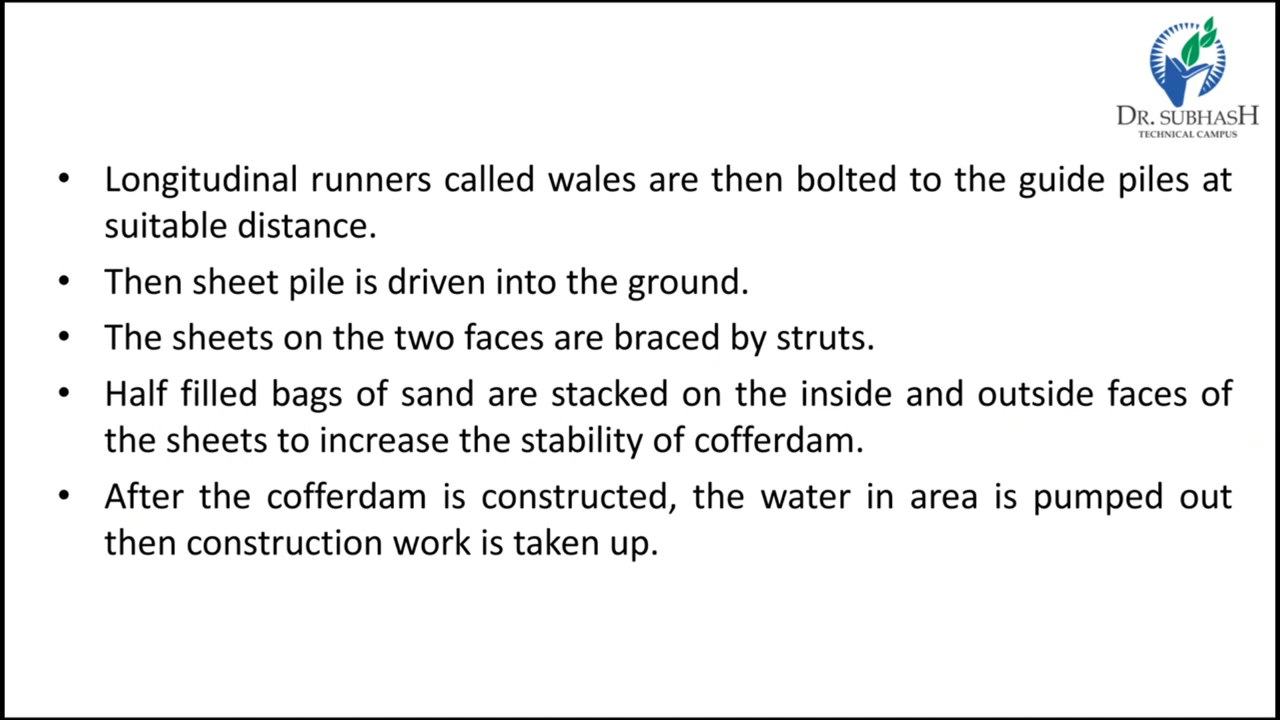 DR. SUBHASH
TECHNICAL CAMPUS
• Longitudinal runners called wales are then bolted to the guide piles at
suitable distance.
• Then sheet pile is driven into the ground.
• The sheets on the two faces are braced by struts.
• Half filled bags of sand are stacked on the inside and outside faces of
the sheets to increase the stability of cofferdam.
• After the cofferdam is constructed, the water in area is pumped out
then construction work is taken up.